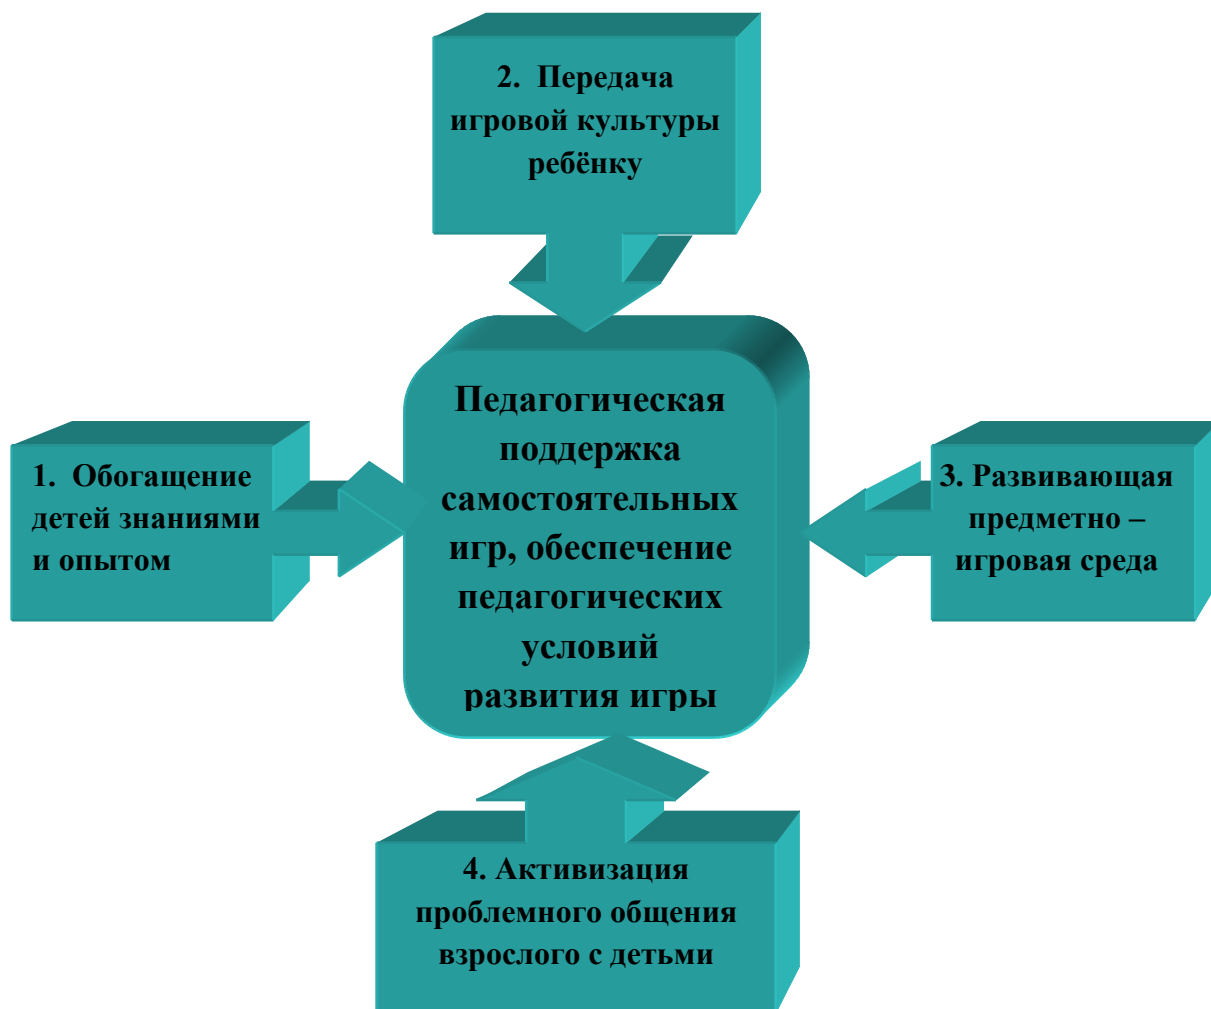 2. Передача
игровой культуры
ребёнку
Педагогическая
поддержка
самостоятельных
игр, обеспечение
педагогических
условий
развития игры
1. Обогащение
детей знаниями
и опытом
3. Развивающая
предметно –
игровая среда
4. Активизация
проблемного общения
взрослого с детьми